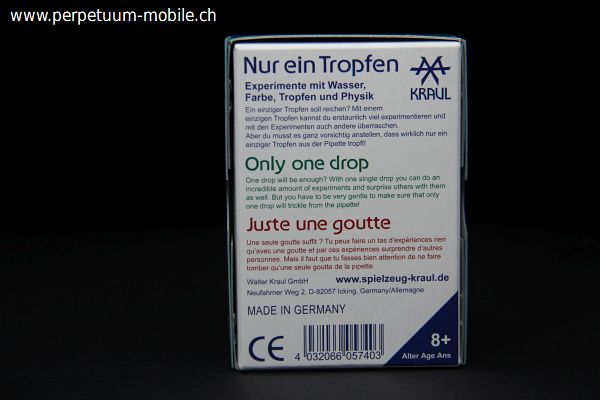 www.perpetuum-mobile.ch
Nur ein Tropfen
KRAUL
Experimente mit Wasser,
Farbe, Tropfen und Physik
Ein einziger Tropfen soll reichen? Mit einem
einzigen Tropfen kannst du erstaunlich viel experimentieren und
mit den Experimenten auch andere überraschen.
Aber du musst es ganz vorsichtig anstellen, dass wirklich nur ein
einziger Tropfen aus der Pipette tropft!
Only one drop
One drop will be enough? With one single drop you can do an
incredible amount of experiments and surprise others with them
as well. But you have to be very gentle to make sure that only
one drop will trickle from the pipette!
Juste une goutte
Une seule goutte suffit ? Tu peux faire un tas d'expériences rien
qu'avec une goutte et par ces expériences surprendre d'autres
personnes. Mais il faut que tu fasses bien attention de ne faire
tomber qu'une seule goutte de la pipette.
Walter Kraul GmbH www.spielzeug-kraul.de
Neufahrner Weg 2, D-82057 Icking, Germany/Allemagne
MADE IN GERMANY
CE
4 032066 057403
8+
Alter Age Ans